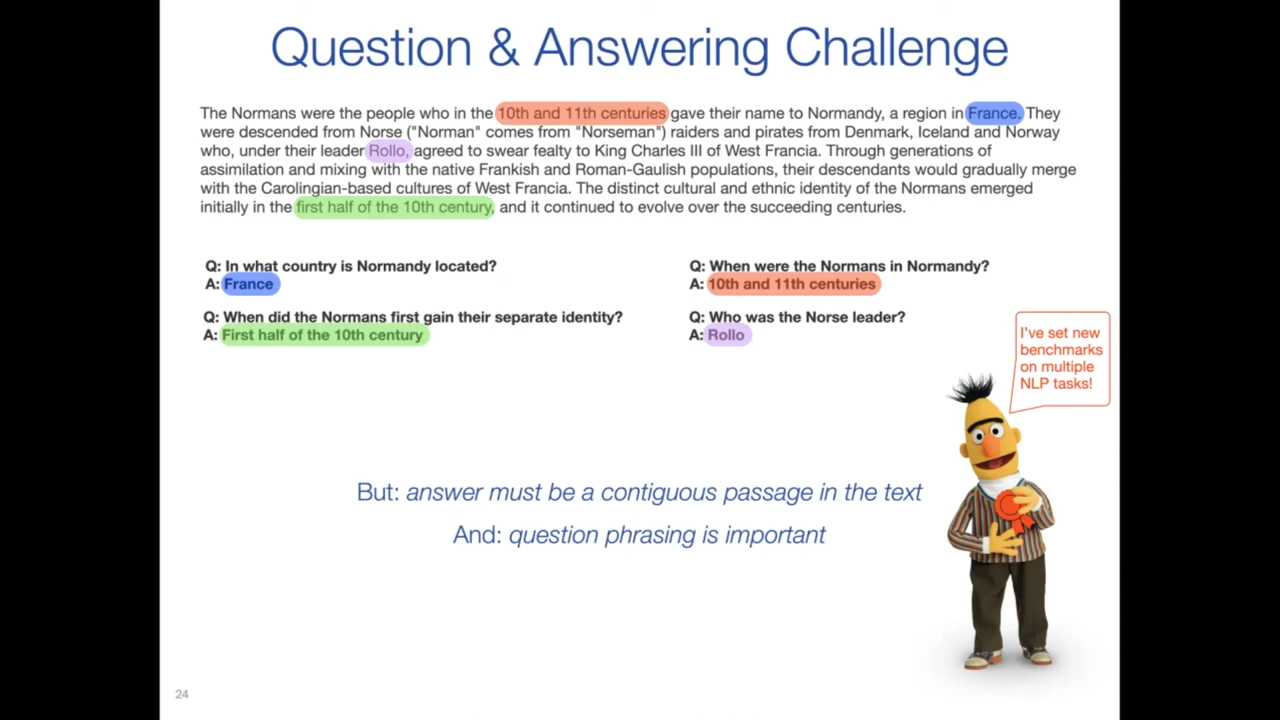 Question & Answering Challenge
The Normans were the people who in the 10th and 11th centuries gave their name to Normandy, a region in France. They
were descended from Norse ("Norman" comes from "Norseman") raiders and pirates from Denmark, Iceland and Norway
who, under their leader Rollo, agreed to swear fealty to King Charles III of West Francia. Through generations of
assimilation and mixing with the native Frankish and Roman-Gaulish populations, their descendants would gradually merge
with the Carolingian-based cultures of West Francia. The distinct cultural and ethnic identity of the Normans emerged
initially in the first half of the 10th century, and it continued to evolve over the succeeding centuries.
Q: In what country is Normandy located?
A: France
Q: When were the Normans in Normandy?
A: 10th and 11th centuries
Q: When did the Normans first gain their separate identity?
A: First half of the 10th century
Q: Who was the Norse leader?
A: Rollo
I've set new
benchmarks
on multiple
NLP tasks!
But: answer must be a contiguous passage in the text
And: question phrasing is important
24